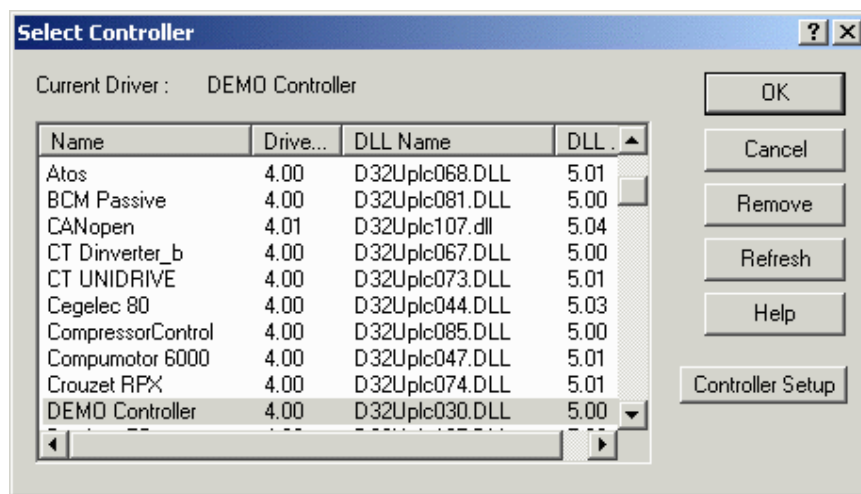 Select Controller
Current Driver : DEMO Controller
OK
Name Drive... DLL Name DLL .
Cancel
Atos 4.00 D32Uplc068.DLL 5.01
BCM Passive 4.00 D32Uplc081.DLL 5.00
Remove
CANopen 4.01 D32Uplc107.dll 5.04
CT Dinverter_b 4.00 D32Uplc067.DLL 5.00
Refresh
CT UNIDRIVE 4.00 D32Uplc073.DLL 5.01
Cegelec 80 4.00 D32Uplc044.DLL 5.03
Help
CompressorControl 4.00 D32Uplc085.DLL 5.00
Compumotor 6000 4.00 D32Uplc047.DLL 5.01
Crouzet RPX 4.00 D32Uplc074.DLL 5.01
Controller Setup
DEMO Controller 4.00 D32Uplc030.DLL 5.00